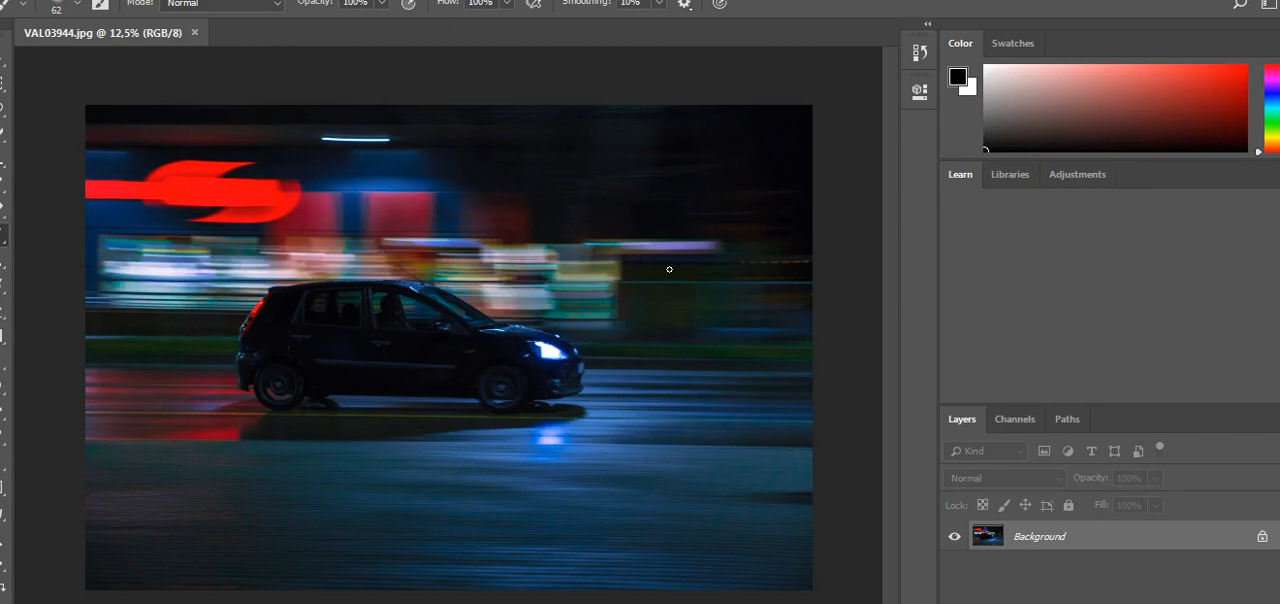 62 Mode: Normal Opacity: 100% Flow: 100% Smoothing: 10%
VAL03944.jpg @ 12,5% (RGB/8) ×
Color Swatches
Learn Libraries Adjustments
Layers Channels Paths
Kind
Normal Opacity: 100%
Lock: Fill: 100%
Background